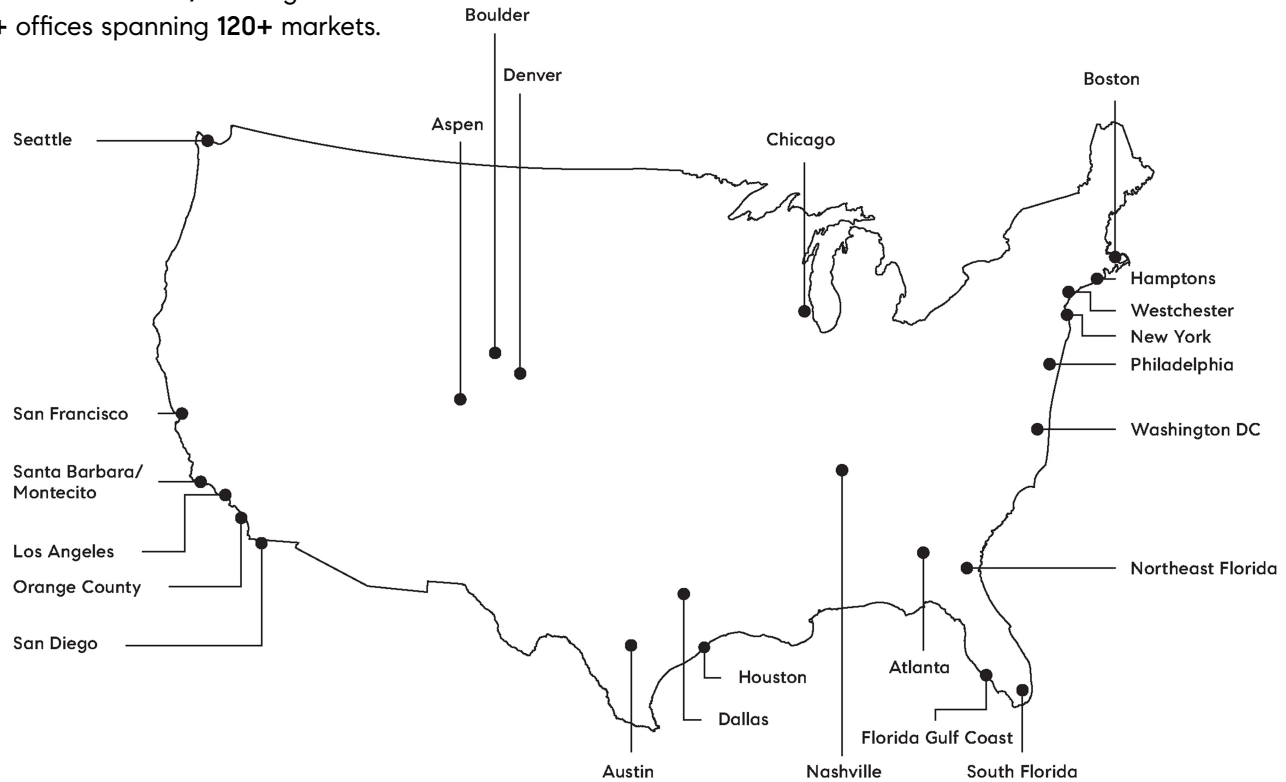 + offices spanning 120+ markets.
Boulder
Denver
Aspen
Chicago
Boston
Seattle
Hamptons
Westchester
New York
Philadelphia
Washington DC
San Francisco
Santa Barbara/
Montecito
Los Angeles
Orange County
San Diego
Northeast Florida
Atlanta
Houston
Dallas
Florida Gulf Coast
Austin
Nashville
South Florida